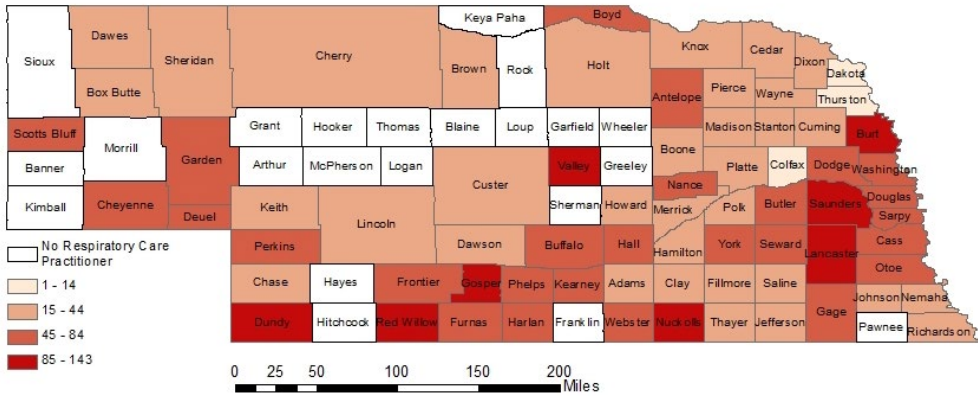 Keya Paha
Boyd
Dawes
Sioux
Sheridan
Cherry
Brown
Rock
Holt
Knox
Cedar
Dixon
Dakota
Box Butte
Antelope
Pierce
Wayne
Thurston
Scotts Bluff
Morrill
Garden
Grant
Hooker
Thomas
Blaine
Loup
Garfield
Wheeler
Madison
Stanton
Cuming
Burt
Banner
Arthur
McPherson
Logan
Custer
Valley
Greeley
Boone
Platte
Colfax
Dodge
Washington
Kimball
Cheyenne
Deuel
Keith
Lincoln
Sherman
Howard
Nance
Merrick
Polk
Butler
Saunders
Douglas
Sarpy
No Respiratory Care
Practitioner
Perkins
Dawson
Buffalo
Hall
Hamilton
York
Seward
Lancaster
Cass
Otoe
1 - 14
Chase
Hayes
Frontier
Gosper
Phelps
Kearney
Adams
Clay
Fillmore
Saline
Johnson
Nemaha
15 - 44
45 - 84
Dundy
Hitchcock
Red Willow
Furnas
Harlan
Franklin
Webster
Nuckolls
Thayer
Jefferson
Gage
Pawnee
Richardson
85 - 143
0 25 50 100 150 200
Miles